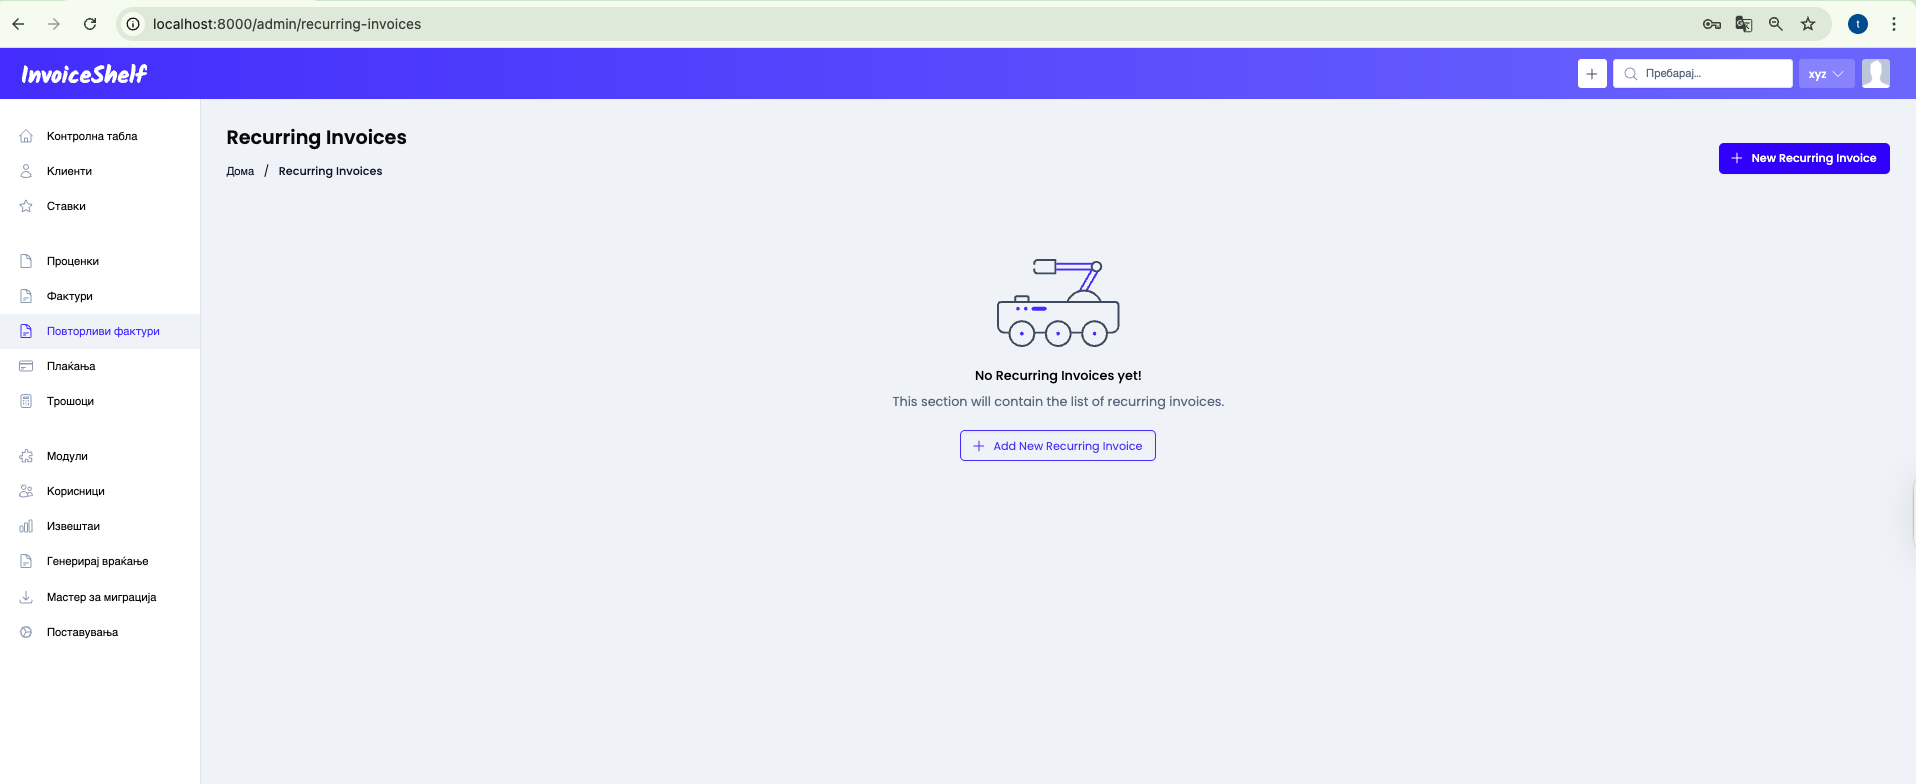 localhost:8000/admin/recurring-invoices
t
InvoiceShelf
Пребарај...
xyz
Контролна табла
Клиенти
Ставки
Проценки
Фактури
Повторливи фактури
Плаќања
Трошоци
Модули
Корисници
Извештаи
Генерирај враќање
Мастер за миграција
Поставувања
Recurring Invoices
Дома / Recurring Invoices
New Recurring Invoice
No Recurring Invoices yet!
This section will contain the list of recurring invoices.
Add New Recurring Invoice